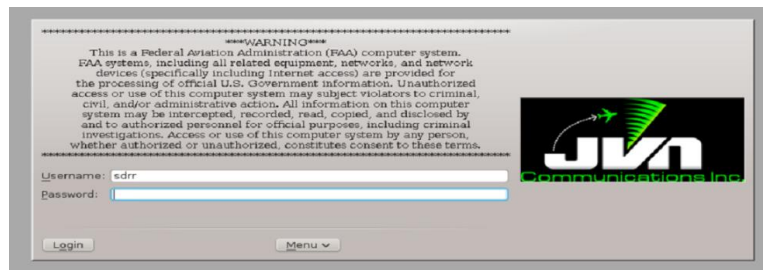 ****************************************************************
***WARNING***
This is a Federal Aviation Administration (FAA) computer system.
FAA systems, including all related equipment, networks, and network
devices (specifically including Internet access) are provided for
the processing of official U.S. Government information. Unauthorized
access or use of this computer system may subject violators to criminal,
civil, and/or administrative action. All information on this computer
system may be intercepted, recorded, read, copied, and disclosed by
and to authorized personnel for official purposes, including criminal
investigations. Access or use of this computer system by any person,
whether authorized or unauthorized, constitutes consent to these terms.
****************************************************************
Username: sdrr
Password:
Login
Menu
JVN
Communications Inc.